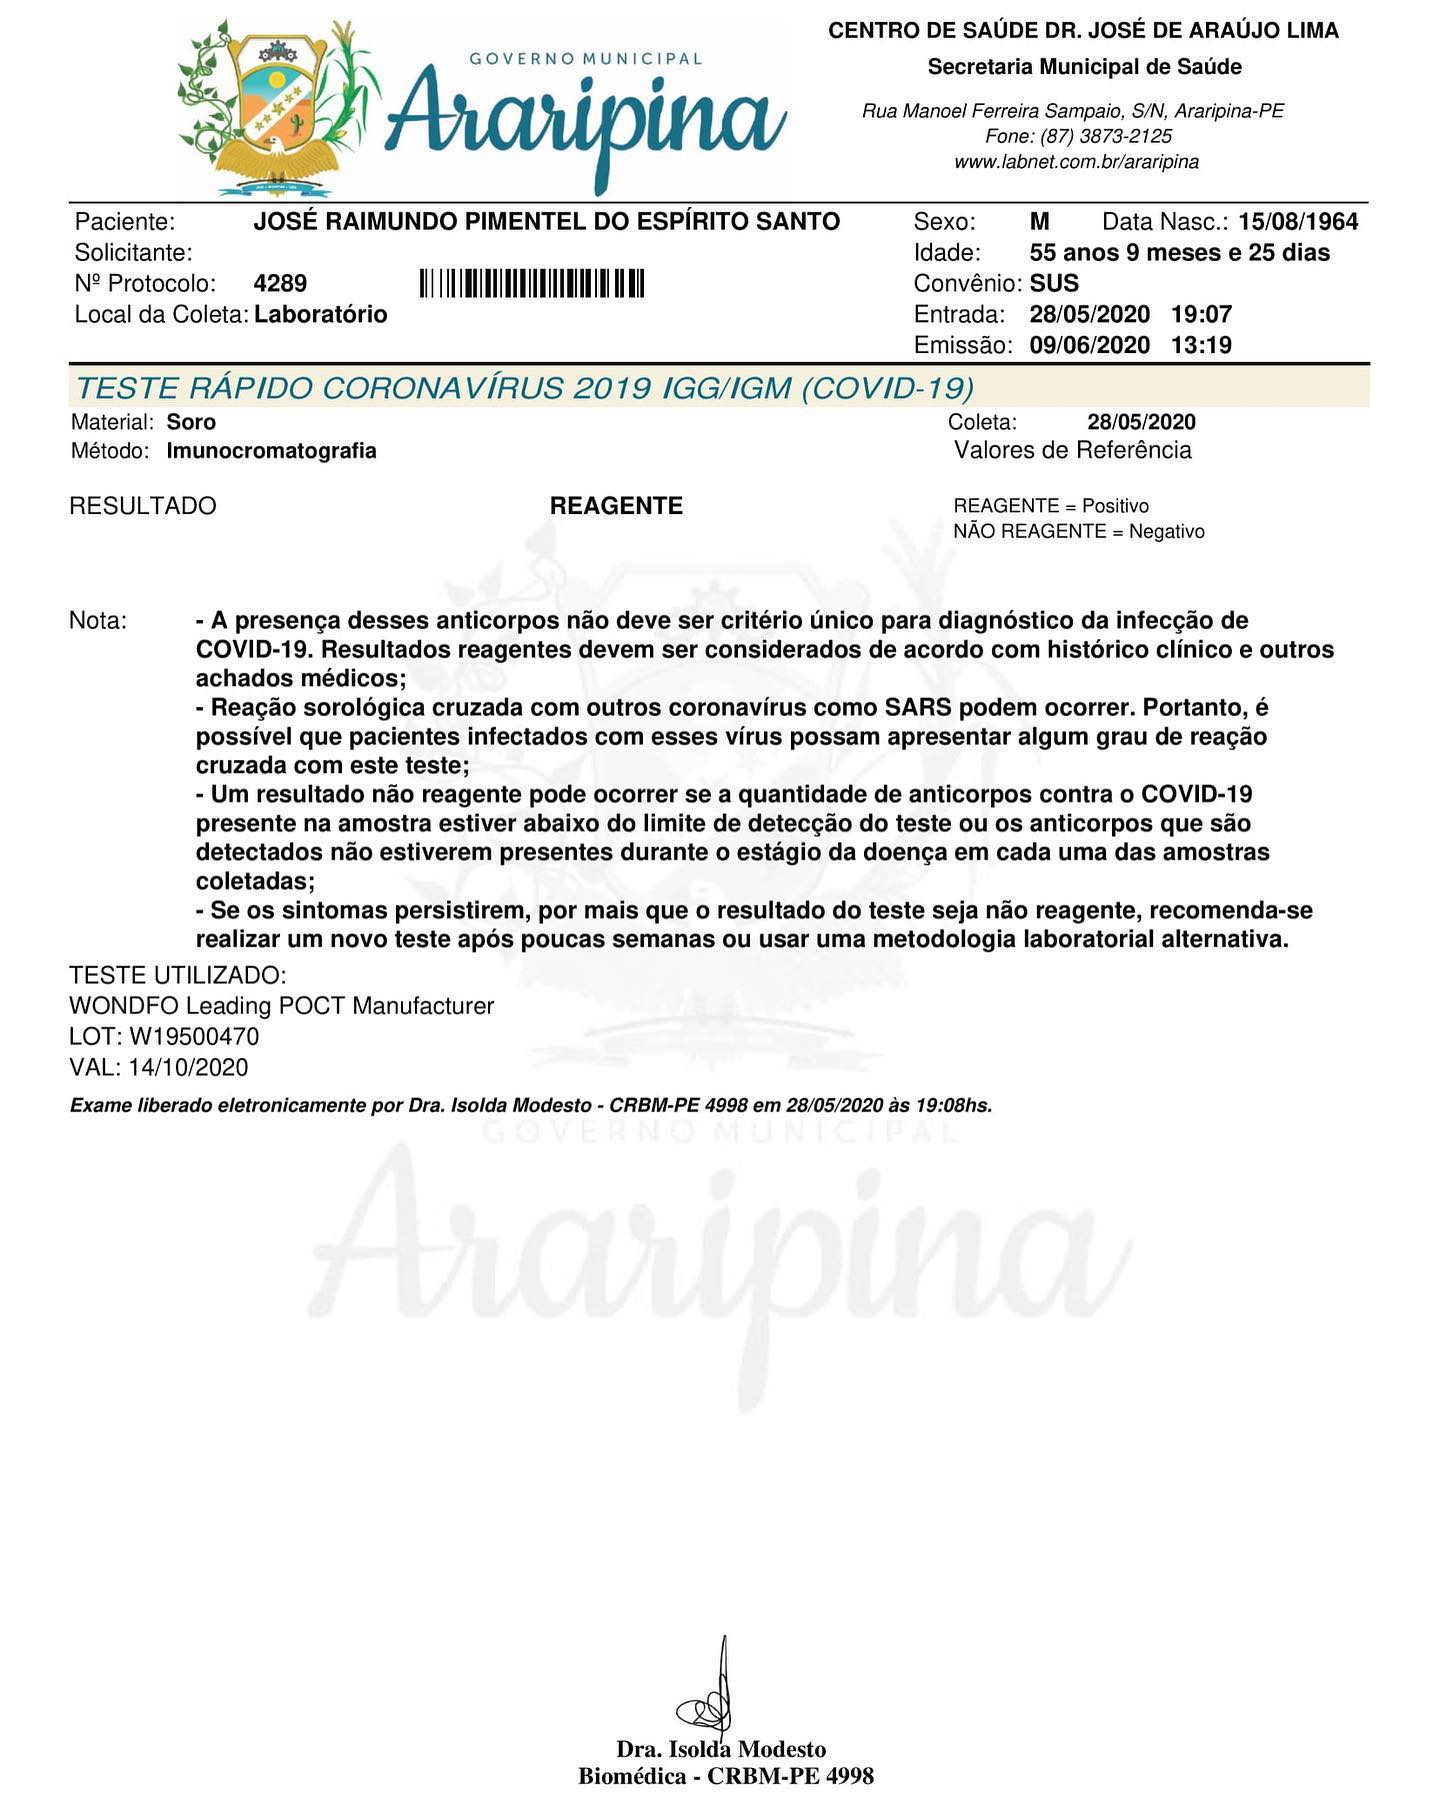 GOVERNO MUNICIPAL
Araripina
CENTRO DE SAÚDE DR. JOSÉ DE ARAÚJO LIMA
Secretaria Municipal de Saúde
Rua Manoel Ferreira Sampaio, S/N, Araripina-PE
Fone: (87) 3873-2125
www.labnet.com.br/araripina
Paciente: JOSÉ RAIMUNDO PIMENTEL DO ESPÍRITO SANTO Sexo: M Data Nasc.: 15/08/1964
Solicitante: Idade: 55 anos 9 meses e 25 dias
Nº Protocolo: 4289 Convênio: SUS
Local da Coleta: Laboratório Entrada: 28/05/2020 19:07
Emissão: 09/06/2020 13:19
TESTE RÁPIDO CORONAVÍRUS 2019 IGG/IGM (COVID-19)
Material: Soro Coleta: 28/05/2020
Método: Imunocromatografia Valores de Referência
RESULTADO REAGENTE REAGENTE = Positivo
NÃO REAGENTE = Negativo
Nota: - A presença desses anticorpos não deve ser critério único para diagnóstico da infecção de
COVID-19. Resultados reagentes devem ser considerados de acordo com histórico clínico e outros
achados médicos;
- Reação sorológica cruzada com outros coronavírus como SARS podem ocorrer. Portanto, é
possível que pacientes infectados com esses vírus possam apresentar algum grau de reação
cruzada com este teste;
- Um resultado não reagente pode ocorrer se a quantidade de anticorpos contra o COVID-19
presente na amostra estiver abaixo do limite de detecção do teste ou os anticorpos que são
detectados não estiverem presentes durante o estágio da doença em cada uma das amostras
coletadas;
- Se os sintomas persistirem, por mais que o resultado do teste seja não reagente, recomenda-se
realizar um novo teste após poucas semanas ou usar uma metodologia laboratorial alternativa.
TESTE UTILIZADO:
WONDFO Leading POCT Manufacturer
LOT: W19500470
VAL: 14/10/2020
Exame liberado eletronicamente por Dra. Isolda Modesto - CRBM-PE 4998 em 28/05/2020 às 19:08hs.
GOVERNO MUNICIPAL
Araripina
Dra. Isolda Modesto
Biomédica - CRBM-PE 4998